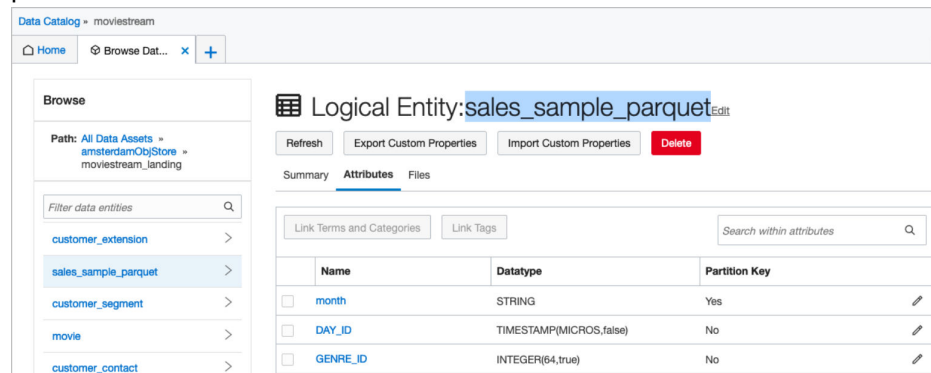 Data Catalog » moviestream
Home Browse Dat... × +
Browse
Path: All Data Assets »
amsterdamObjStore »
moviestream_landing
Filter data entities
customer_extension
sales_sample_parquet
customer_segment
movie
customer_contact
Logical Entity:sales_sample_parquet Edit
Refresh Export Custom Properties Import Custom Properties Delete
Summary Attributes Files
Link Terms and Categories Link Tags Search within attributes
Name Datatype Partition Key
month STRING Yes
DAY_ID TIMESTAMP(MICROS,false) No
GENRE_ID INTEGER(64,true) No